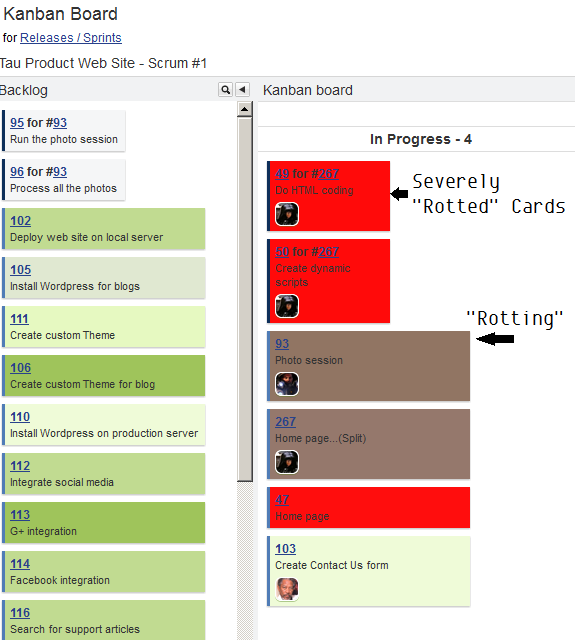 Kanban Board
for Releases / Sprints
Tau Product Web Site - Scrum #1
Backlog
95 for #93
Run the photo session
96 for #93
Process all the photos
102
Deploy web site on local server
105
Install Wordpress for blogs
111
Create custom Theme
106
Create custom Theme for blog
110
Install Wordpress on production server
112
Integrate social media
113
G+ integration
114
Facebook integration
116
Search for support articles
Kanban board
In Progress - 4
49 for #267
Do HTML coding
Severely
"Rotted" Cards
50 for #267
Create dynamic
scripts
"Rotting"
93
Photo session
267
Home page...(Split)
47
Home page
103
Create Contact Us form